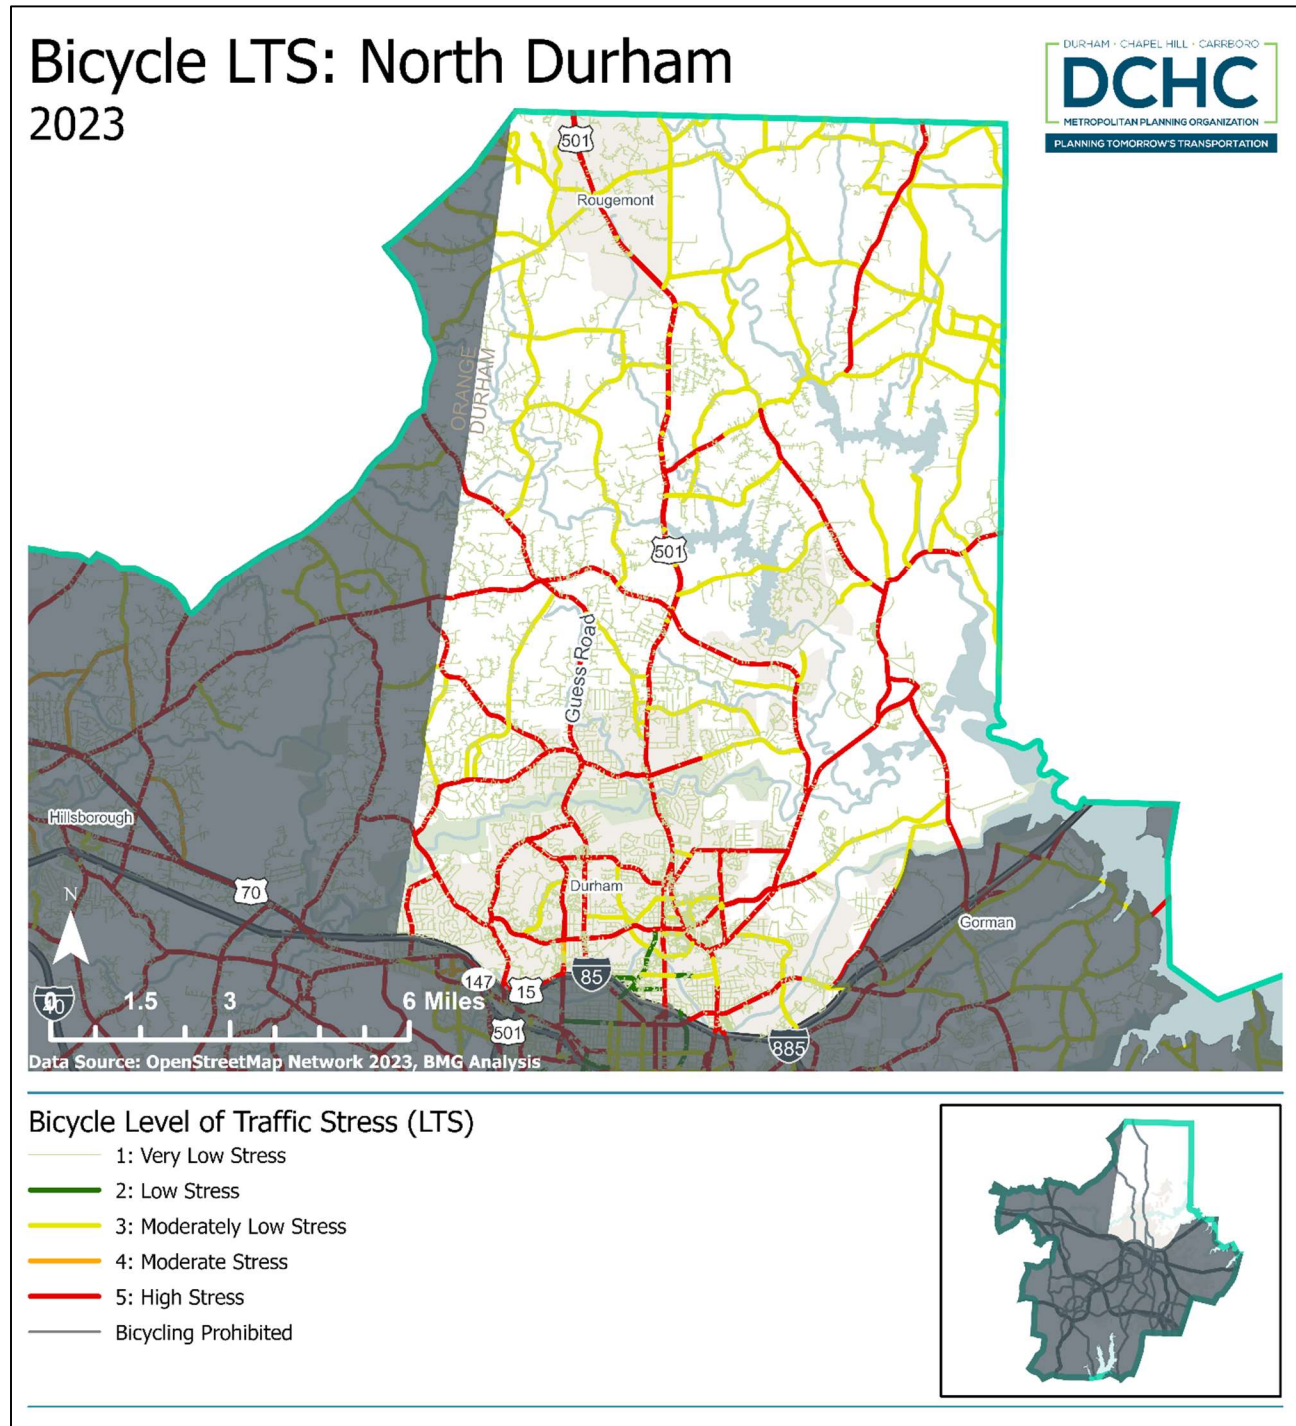 Bicycle LTS: North Durham
2023
DURHAM · CHAPEL HILL · CARRBORO
DCHC
METROPOLITAN PLANNING ORGANIZATION
PLANNING TOMORROW'S TRANSPORTATION
501
Rougemont
ORANGE
DURHAM
501
Guess Road
Hillsborough
70
Durham
Gorman
N
147
15
85
501
885
40
0 1.5 3 6 Miles
Data Source: OpenStreetMap Network 2023, BMG Analysis
Bicycle Level of Traffic Stress (LTS)
1: Very Low Stress
2: Low Stress
3: Moderately Low Stress
4: Moderate Stress
5: High Stress
Bicycling Prohibited